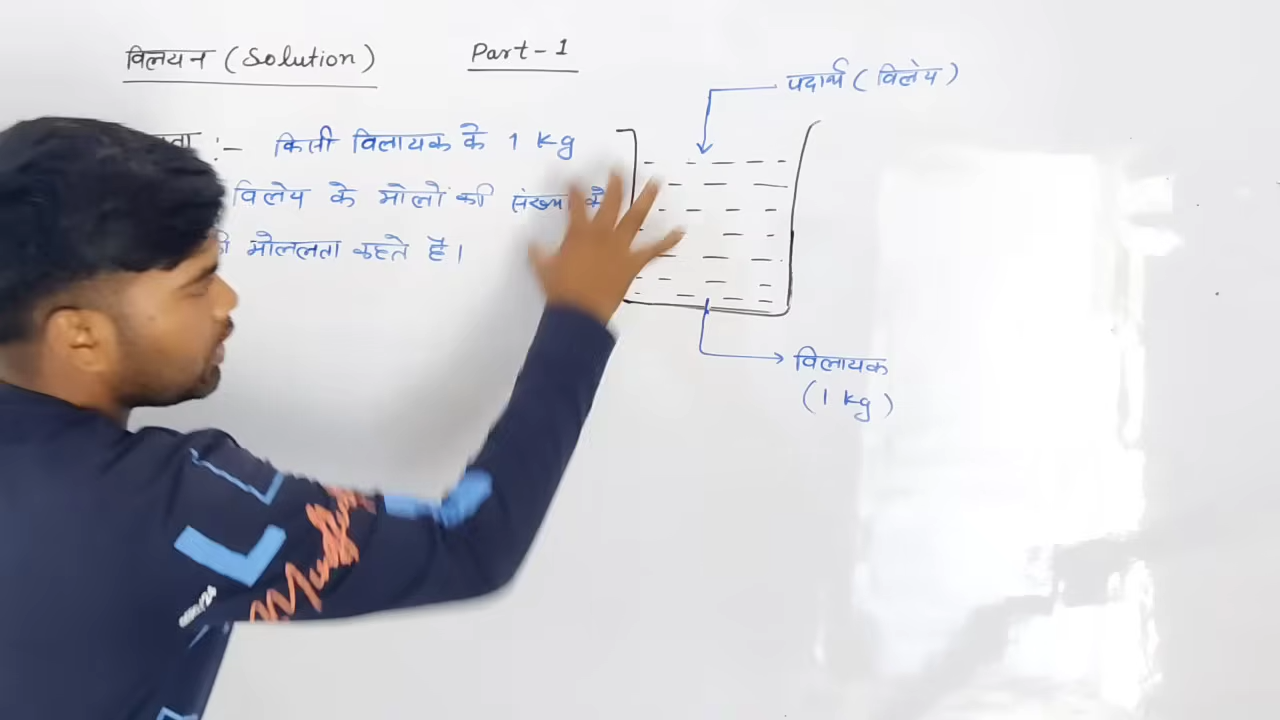 विलयन (Solution) Part-1
:- किसी विलायक के 1 kg
विलेय के मोलों की संख्या
मोललता कहते है।
पदार्थ (विलेय)
विलायक
(1 kg)